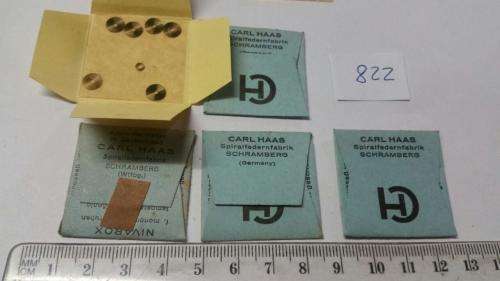 CARL HAAS
Spiralfedernfabrik
SCHRAMBERG
822
CARL HAAS
Spiralfedernfabrik
SCHRAMBERG
(Württbg.)
NIVAROX
CARL HAAS
Spiralfedernfabrik
SCHRAMBERG
(Germany)
CARL HAAS
Spiralfedernfabrik
SCHRAMBERG
MM
CM 1 2 3 4 5 6 7 8 9 10 11 12 13